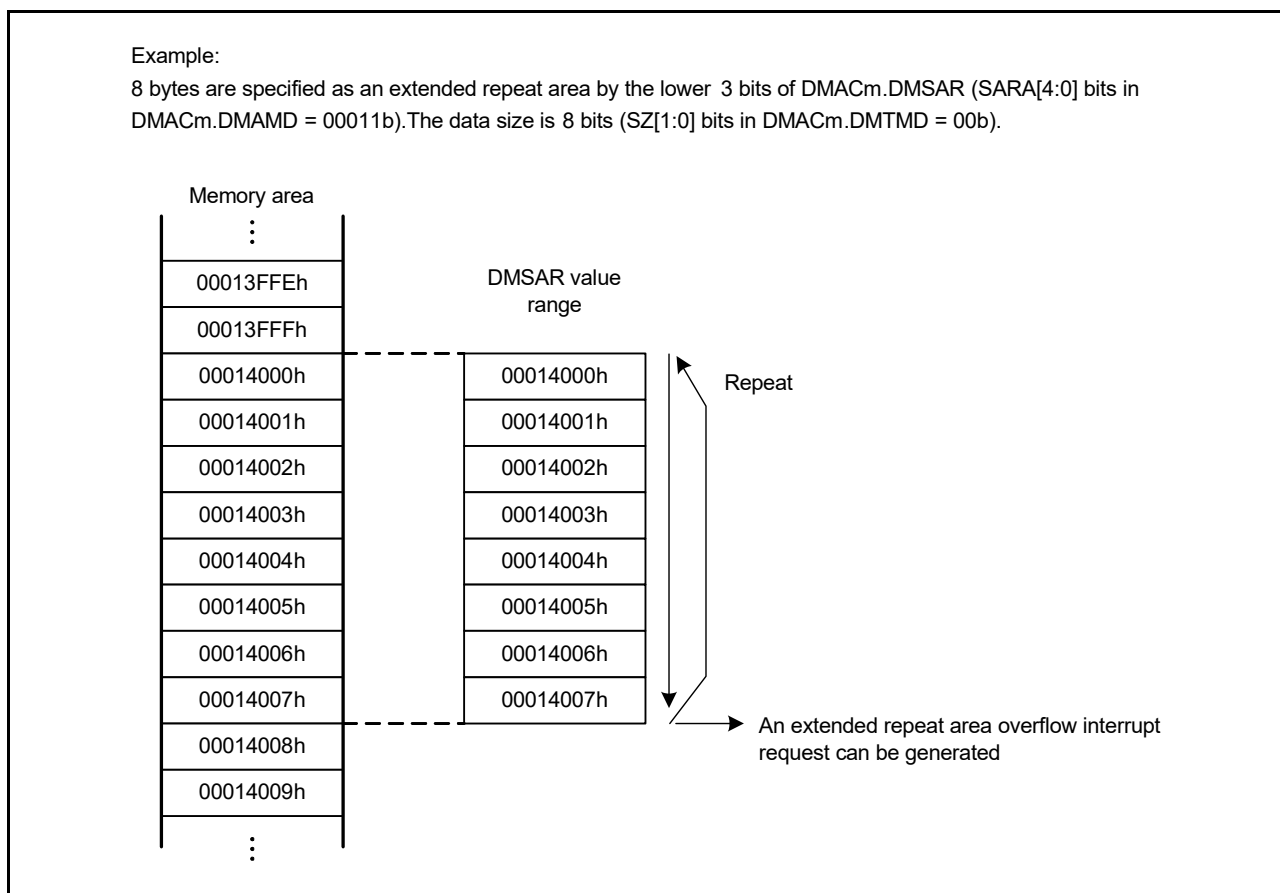 Example:
8 bytes are specified as an extended repeat area by the lower 3 bits of DMACm.DMSAR (SARA[4:0] bits in
DMACm.DMAMD = 00011b).The data size is 8 bits (SZ[1:0] bits in DMACm.DMTMD = 00b).
Memory area
00013FFEh
00013FFFh
00014000h
00014001h
00014002h
00014003h
00014004h
00014005h
00014006h
00014007h
00014008h
00014009h
DMSAR value
range
00014000h
00014001h
00014002h
00014003h
00014004h
00014005h
00014006h
00014007h
Repeat
An extended repeat area overflow interrupt
request can be generated